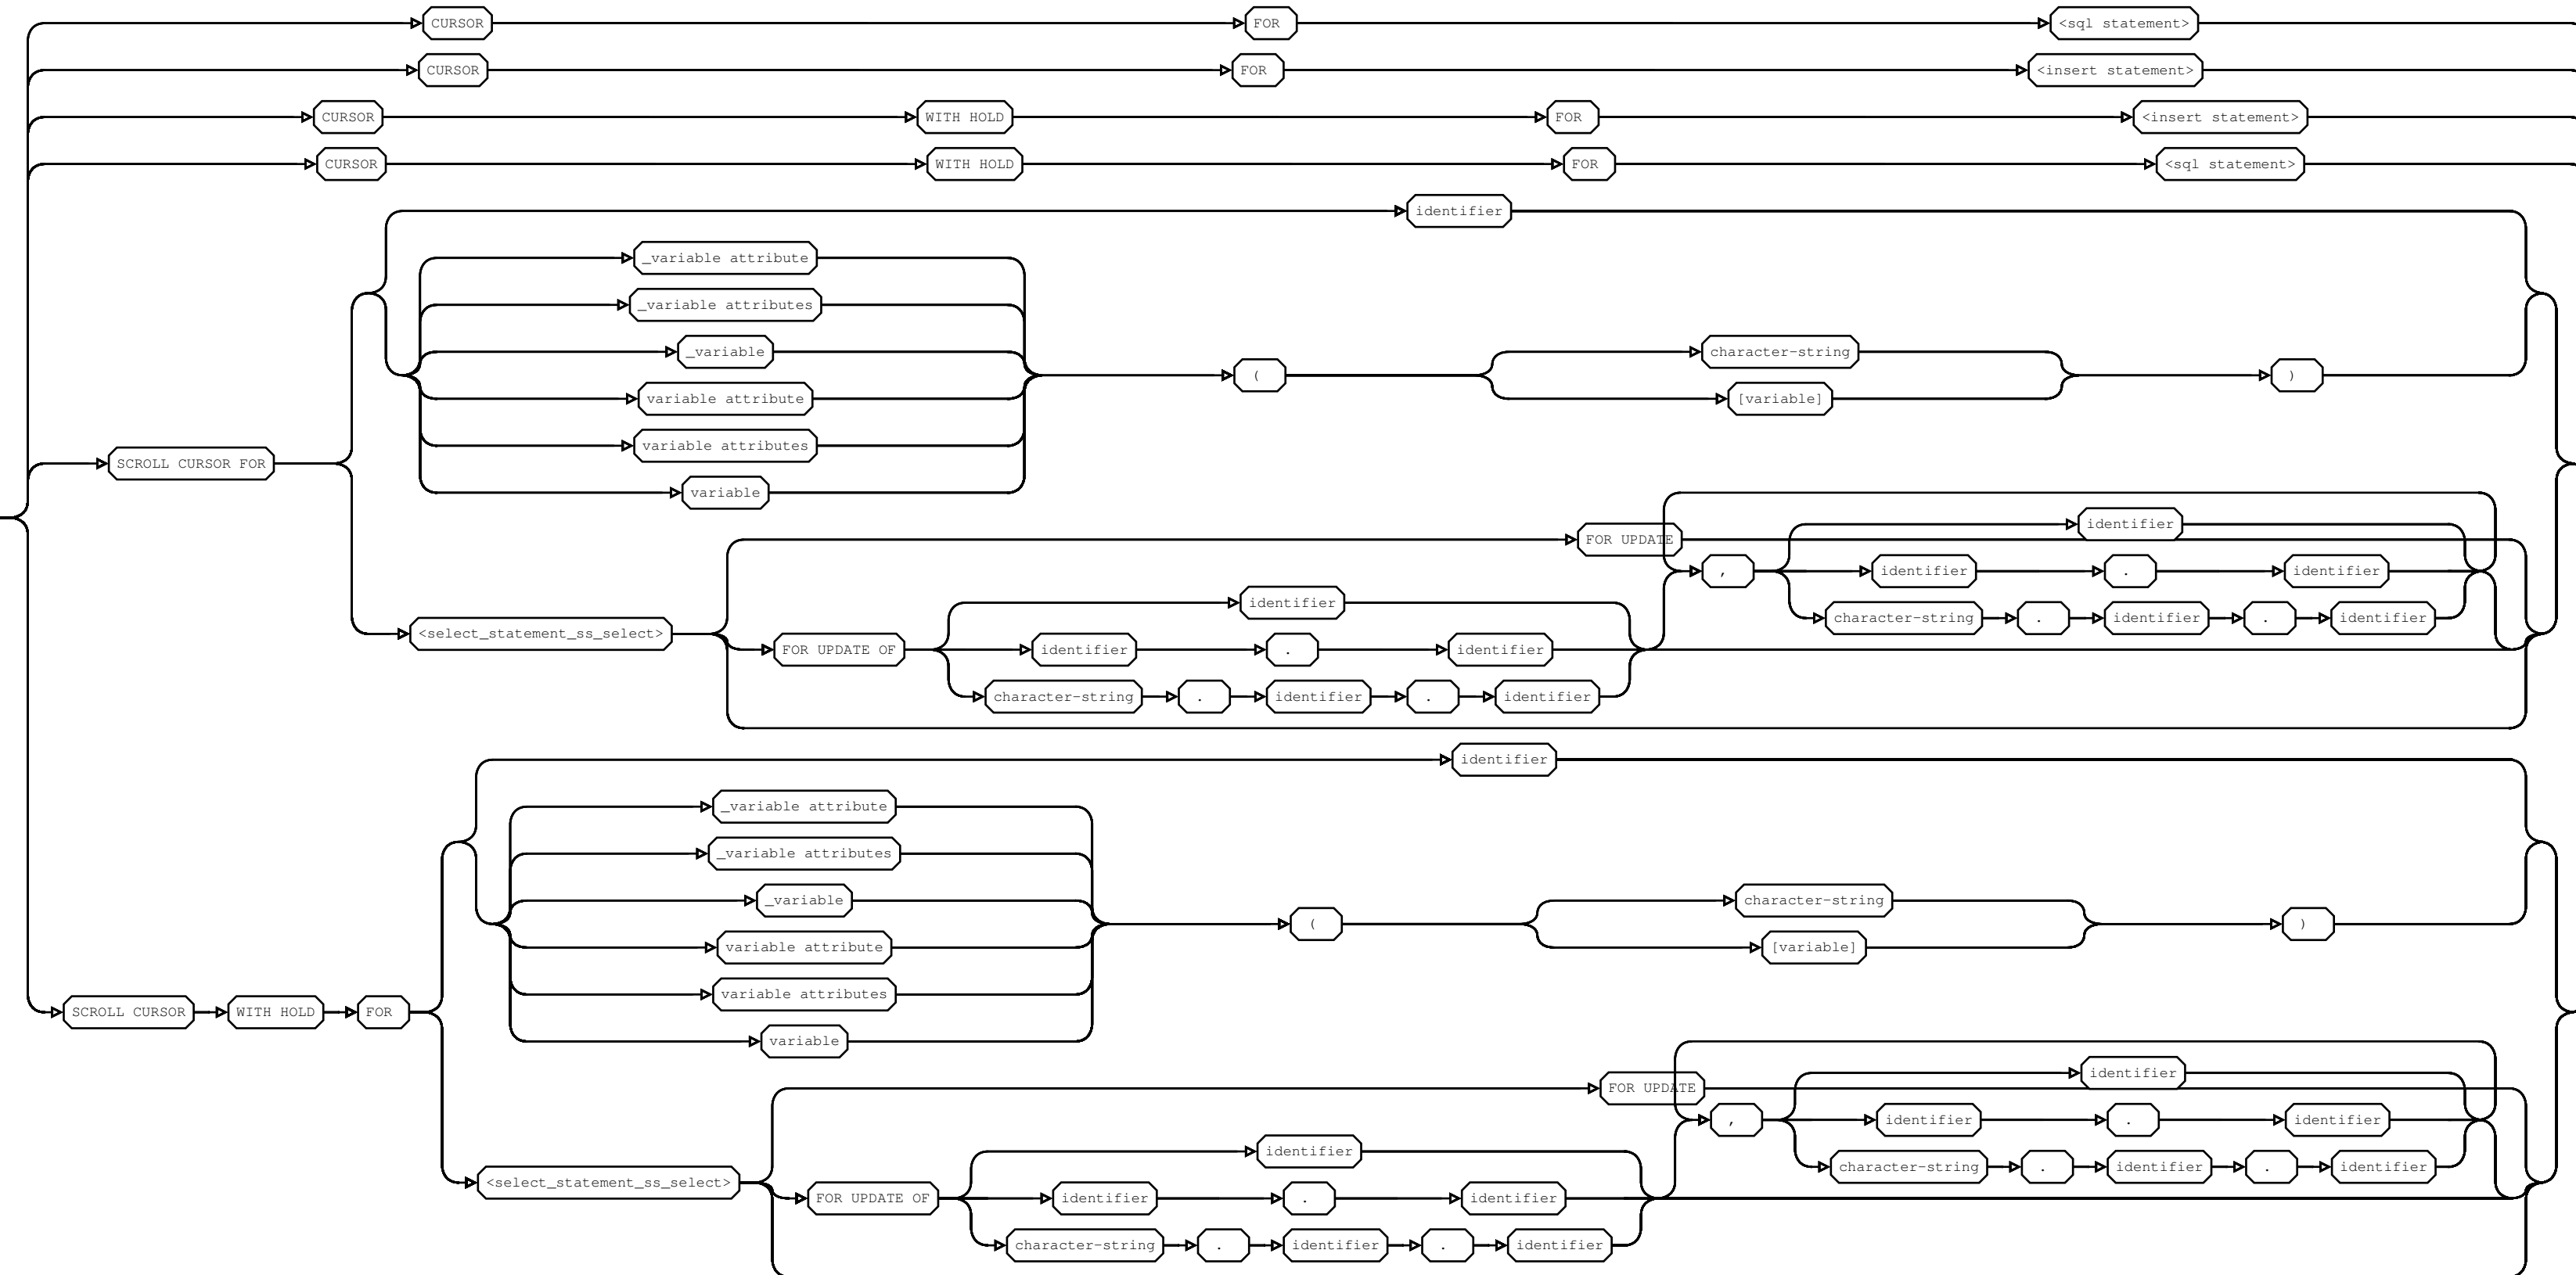 CURSOR FOR <sql statement>
CURSOR FOR <insert statement>
CURSOR WITH HOLD FOR <insert statement>
CURSOR WITH HOLD FOR <sql statement>
identifier
_variable attribute
_variable attributes
_variable character-string
( )
variable attribute [variable]
variable attributes
SCROLL CURSOR FOR
variable
identifier
FOR UPDATE
, identifier . identifier
identifier
character-string . identifier . identifier
<select_statement_ss_select>
FOR UPDATE OF identifier . identifier
character-string . identifier . identifier
identifier
_variable attribute
_variable attributes
_variable character-string
( )
variable attribute [variable]
variable attributes
SCROLL CURSOR WITH HOLD FOR
variable
identifier
FOR UPDATE
, identifier . identifier
identifier
character-string . identifier . identifier
<select_statement_ss_select>
FOR UPDATE OF identifier . identifier
character-string . identifier . identifier